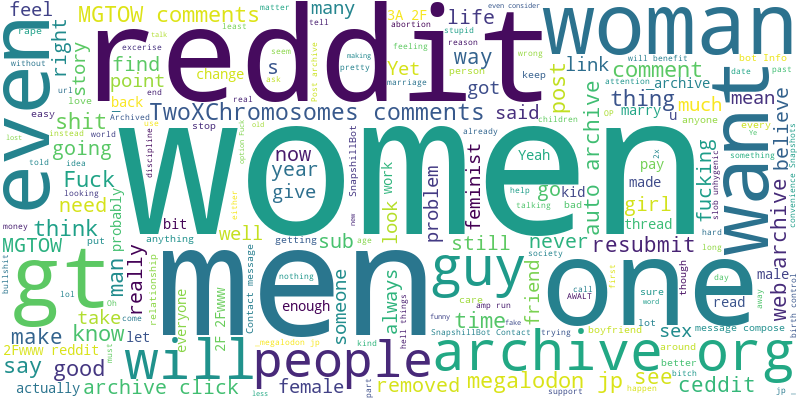 feel
MGTOW comments
reddit
many
3A 2F
life
woman
even
right
story
find
point
change
s
Yet
way
got
link
post
comment
archive
bot Info
will benefit
date
shit
back
TwoXChromosomes comments
said
thing
much
mean
going
Fuck
need
think
MGTOW
women
now
year
give
stop
Yeah
feminist
problem
look
work
go
kid
bad
help
talking
already
children
auto archive
girl
made
pay
thread
marry
u
anyone
fucking
want
believe
webarchive
every
something
hard
long
discipline
SnapshillBot
option Fuck
bit
well
sub
still
never
resubmit
probably
man
really
anything
getting
age
gt
men
guy
one
always
friend
someone
enough
nothing
Contact message
society
time
care
amp run
call
AWALT
sure
word
lot
read
day
though
male
away
birth control
bullshit
money
put
lol
make
take
know
let
come
everyone
relationship
2F 2Fwww
megalodon jp
hell things
funny
fake
SnapshillBot Contact
trying
boyfriend
sex
message compose
around
better
bitch
2Fwww reddit
say
good
will
people
archive org
actually
archive click
female
removed
megalodon jp see
ceddit
less
part
kind
support
happen
jp
easy
url
love
end
without
rape
talk
excerise
least
real
matter
tell
abortion
Post archive
feeling
making
pretty
marriage
stupid
reason
person
seem
ask
even consider
wrong
keep
attention
OP
2x
past
convenience Snapshots
slob unhygenic
Archived
world
instead
idea
told
looking
lost
old
use
either
new
first
must
Oh
Ye